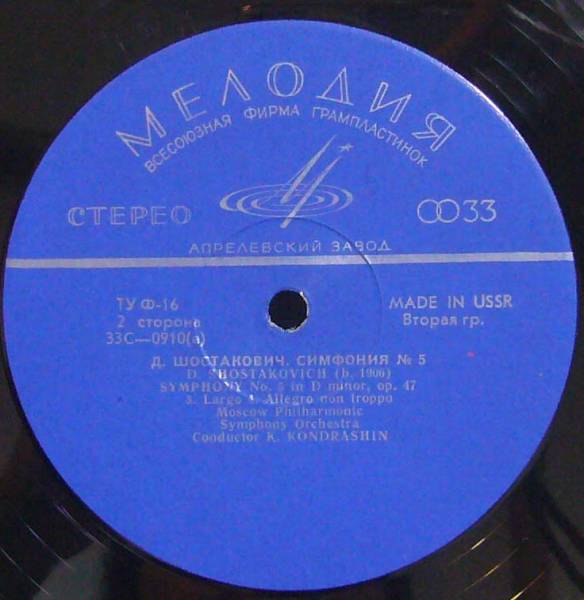 МЕЛОДИЯ
ВСЕСОЮЗНАЯ ФИРМА ГРАМПЛАСТИНОК
СТЕРЕО
33
АПРЕЛЕВСКИЙ ЗАВОД
ТУ Ф-16
2 сторона
33С—0910(а)
MADE IN USSR
Вторая гр.
Д. ШОСТАКОВИЧ. СИМФОНИЯ № 5
D. SHOSTAKOVICH (b. 1906)
SYMPHONY No. 5 in D minor, op. 47
3. Largo 4. Allegro non troppo
Moscow Philharmonic
Symphony Orchestra
Conductor K. KONDRASHIN